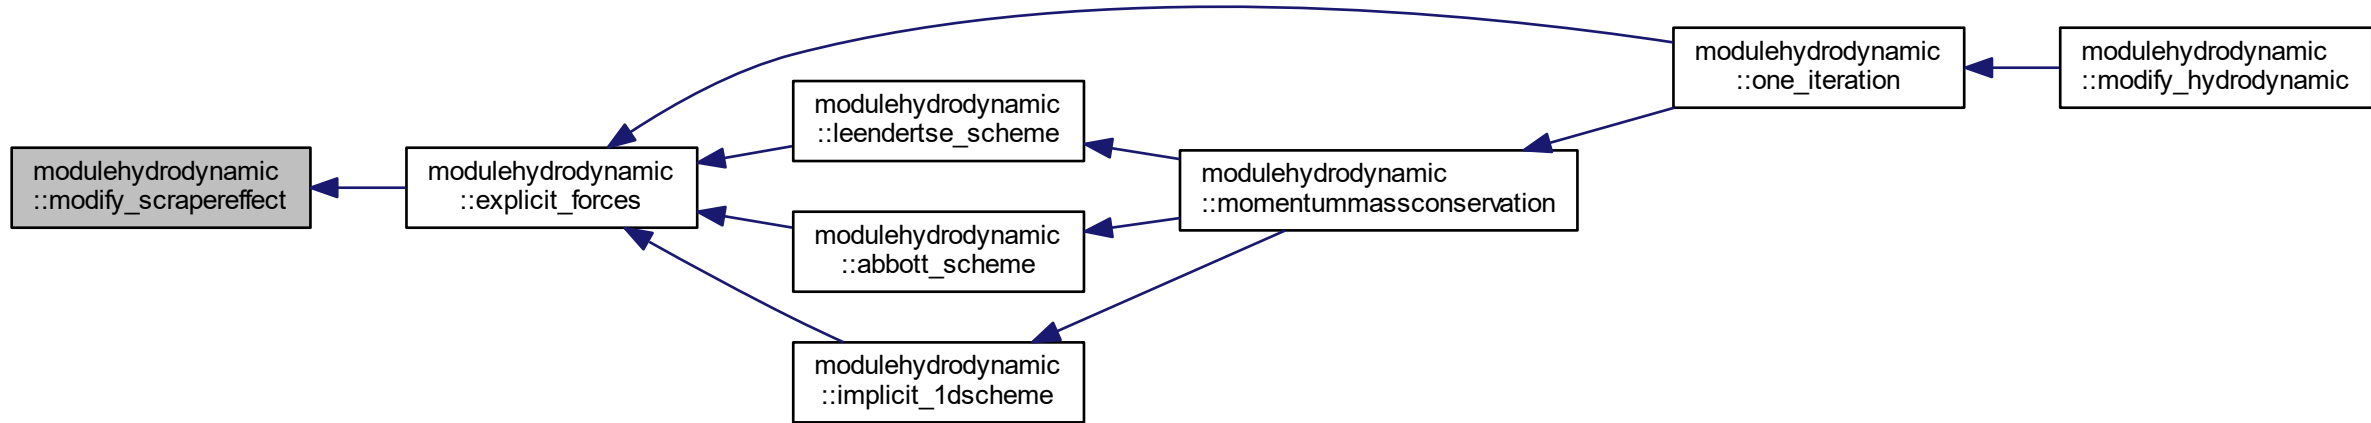 modulehydrodynamic
::modify_scrapereffect
modulehydrodynamic
::explicit_forces
modulehydrodynamic
::leendertse_scheme
modulehydrodynamic
::abbott_scheme
modulehydrodynamic
::implicit_1dscheme
modulehydrodynamic
::momentummassconservation
modulehydrodynamic
::one_iteration
modulehydrodynamic
::modify_hydrodynamic